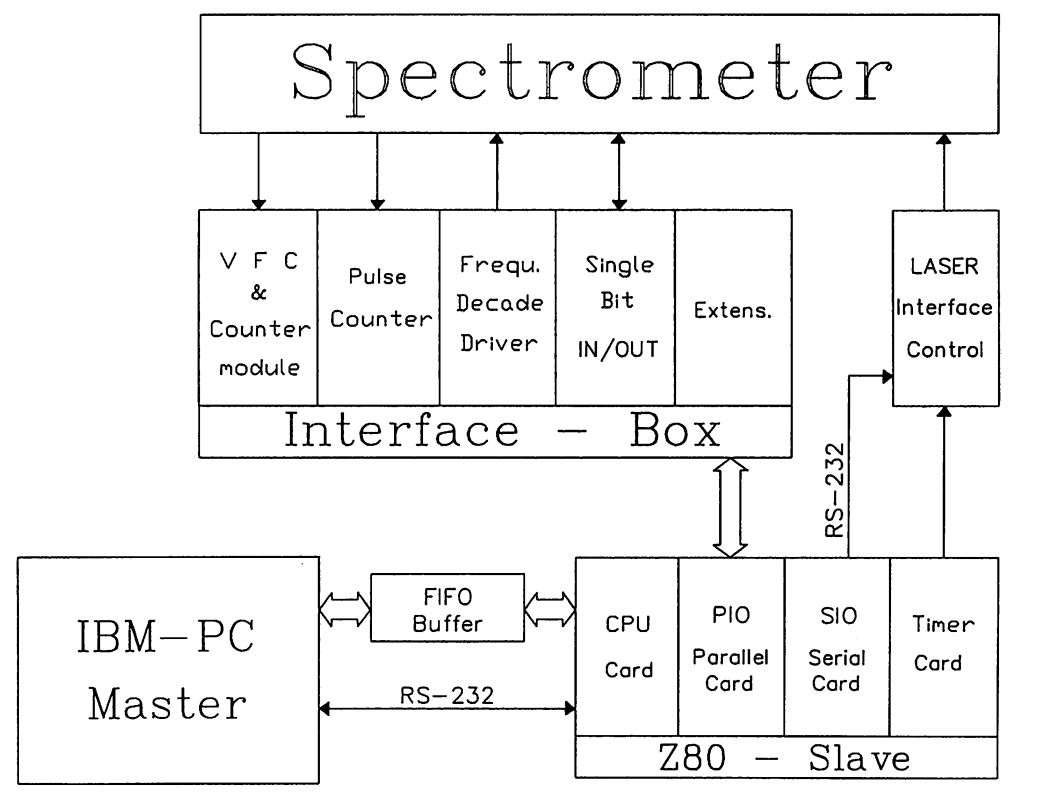 Spectrometer
V F C
&
Counter
module
Pulse
Counter
Frequ.
Decade
Driver
Single
Bit
IN/OUT
Extens.
Interface - Box
LASER
Interface
Control
RS-232
IBM-PC
Master
FIFO
Buffer
RS-232
CPU
Card
PIO
Parallel
Card
SIO
Serial
Card
Timer
Card
Z80 - Slave